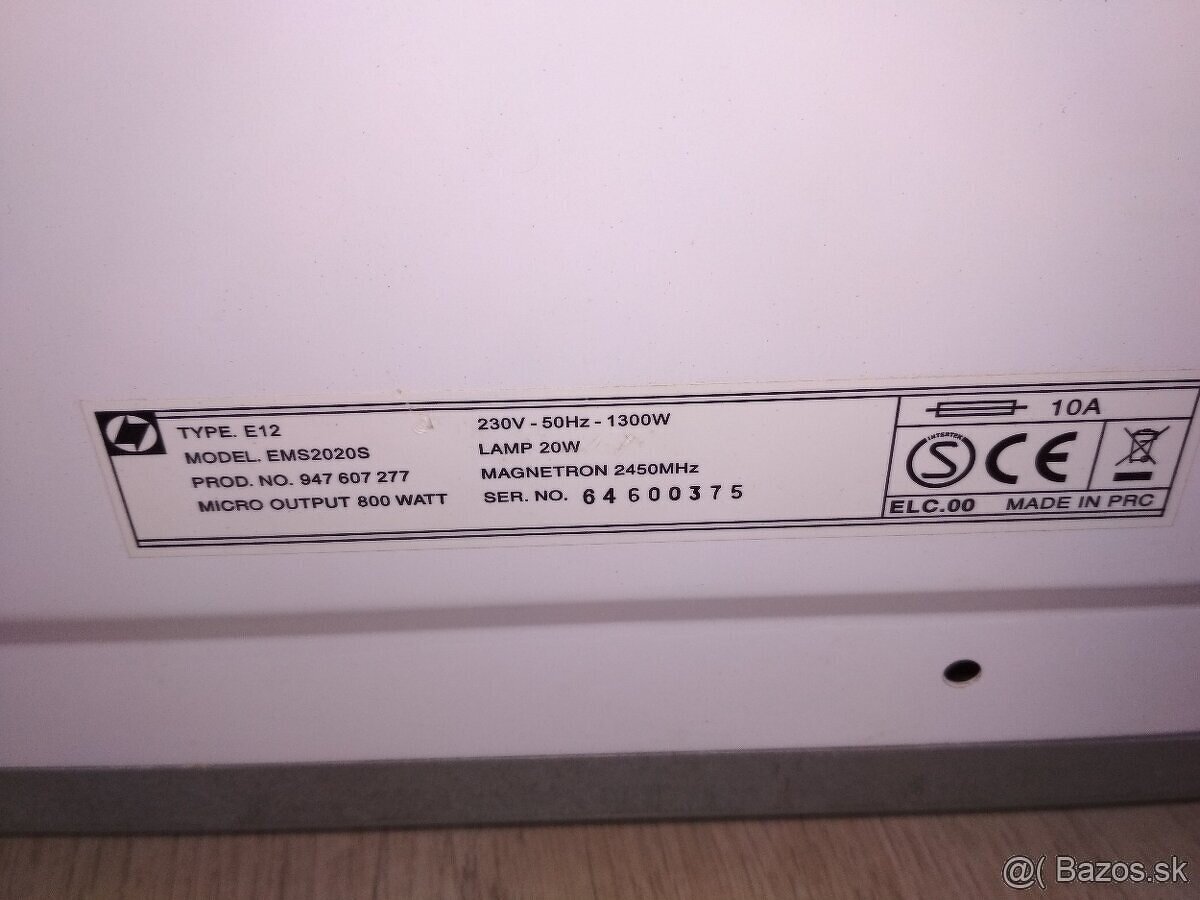 TYPE. E12
MODEL. EMS2020S
PROD. NO. 947 607 277
MICRO OUTPUT 800 WATT
230V - 50Hz - 1300W
LAMP 20W
MAGNETRON 2450MHz
SER. NO. 64600375
10A
INTERTEK
S
CE
ELC.00 MADE IN PRC
@( Bazos.sk